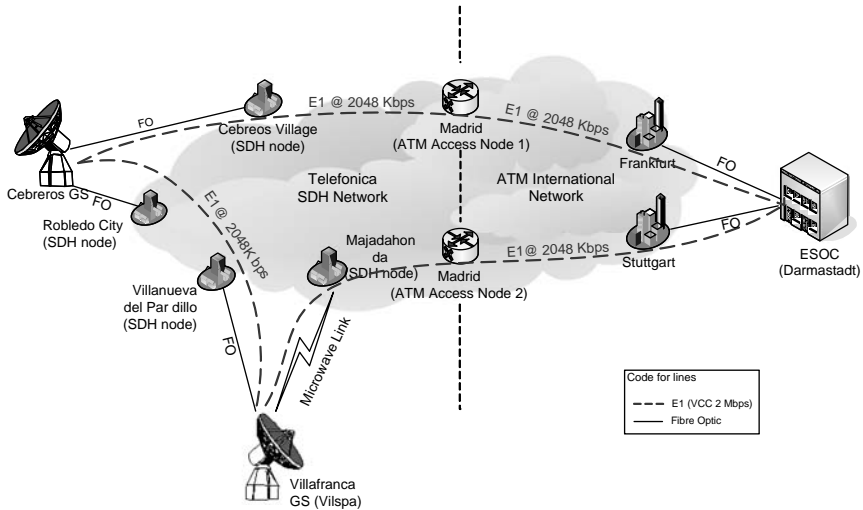 FO
E1 @ 2048 Kbps
Cebreos Village
(SDH node)
Madrid
(ATM Access Node 1)
E1 @ 2048 Kbps
Frankfurt
FO
Cebreros GS
FO
Robledo City
(SDH node)
Telefonica
SDH Network
ATM International
Network
E1@ 2048K bps
Majadahon
da
(SDH node)
Madrid
(ATM Access Node 2)
E1@ 2048 Kbps
Stuttgart
FO
ESOC
(Darmastadt)
Villanueva
del Par dillo
(SDH node)
FO
Microwave Link
Villafranca
GS (Vilspa)
Code for lines
E1 (VCC 2 Mbps)
Fibre Optic